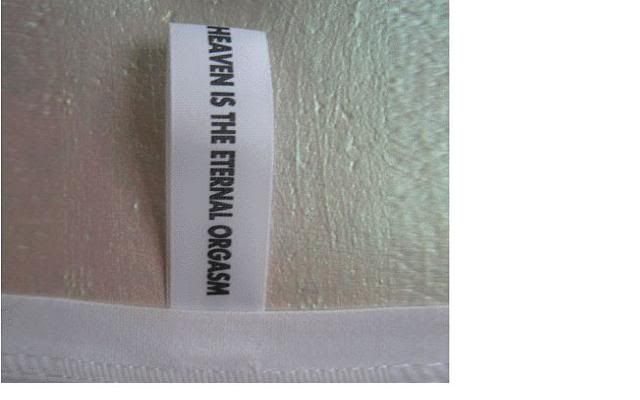 HEAVEN IS THE ETERNAL ORGASM